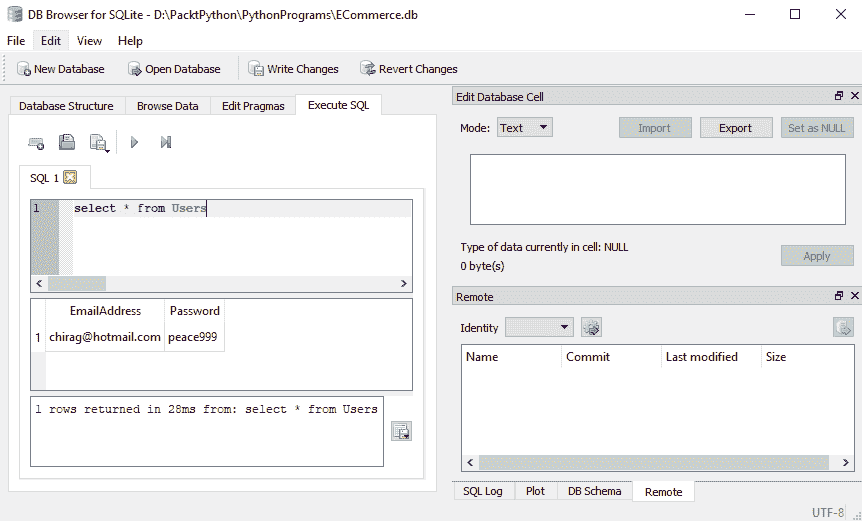 DB Browser for SQLite - D:\PacktPython\PythonPrograms\ECommerce.db
File Edit View Help
New Database Open Database Write Changes Revert Changes
Database Structure Browse Data Edit Pragmas Execute SQL
SQL 1
1 select * from Users
EmailAddress Password
1 chirag@hotmail.com peace999
1 rows returned in 28ms from: select * from Users
Edit Database Cell
Mode: Text Import Export Set as NULL
Type of data currently in cell: NULL
0 byte(s)
Apply
Remote
Identity
Name Commit Last modified Size
SQL Log Plot DB Schema Remote
UTF-8